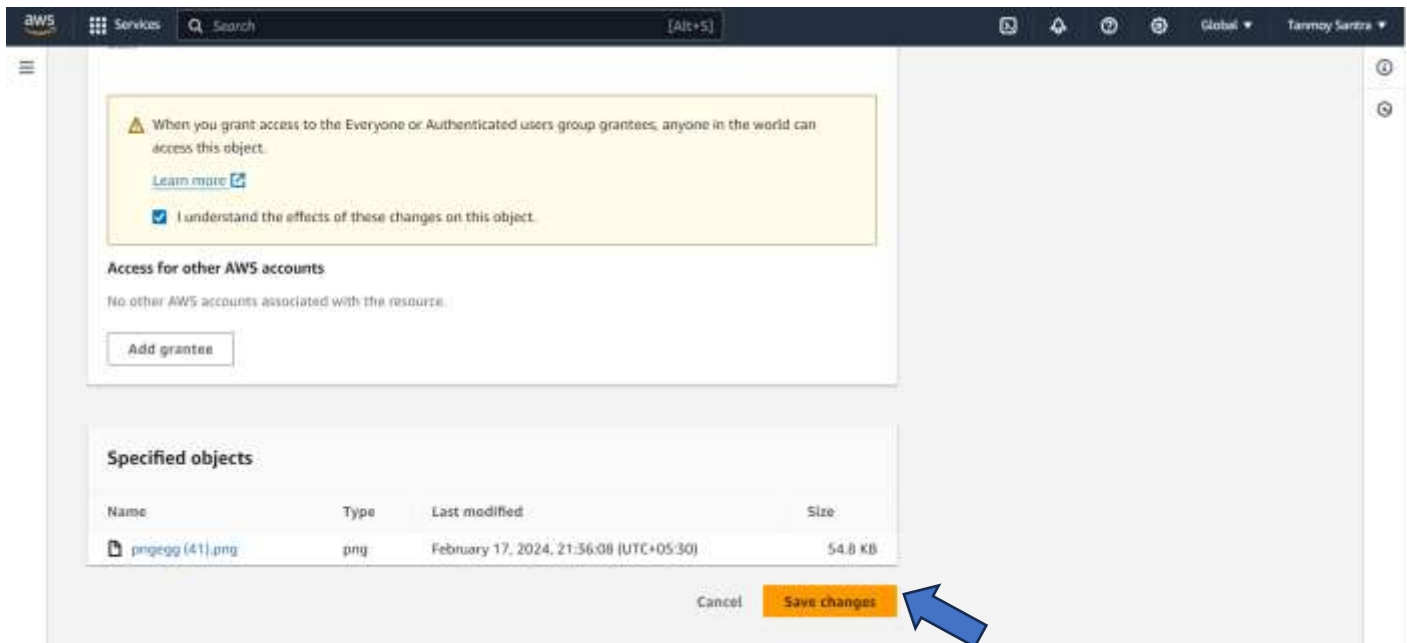 aws
Services
Search
[Alt+S]
Global
Tanmoy Santra
When you grant access to the Everyone or Authenticated users group grantees, anyone in the world can
access this object.
Learn more
I understand the effects of these changes on this object.
Access for other AWS accounts
No other AWS accounts associated with the resource.
Add grantee
Specified objects
Name Type Last modified Size
pngegg (41).png png February 17, 2024, 21:36:08 (UTC+05:30) 54.8 KB
Cancel Save changes